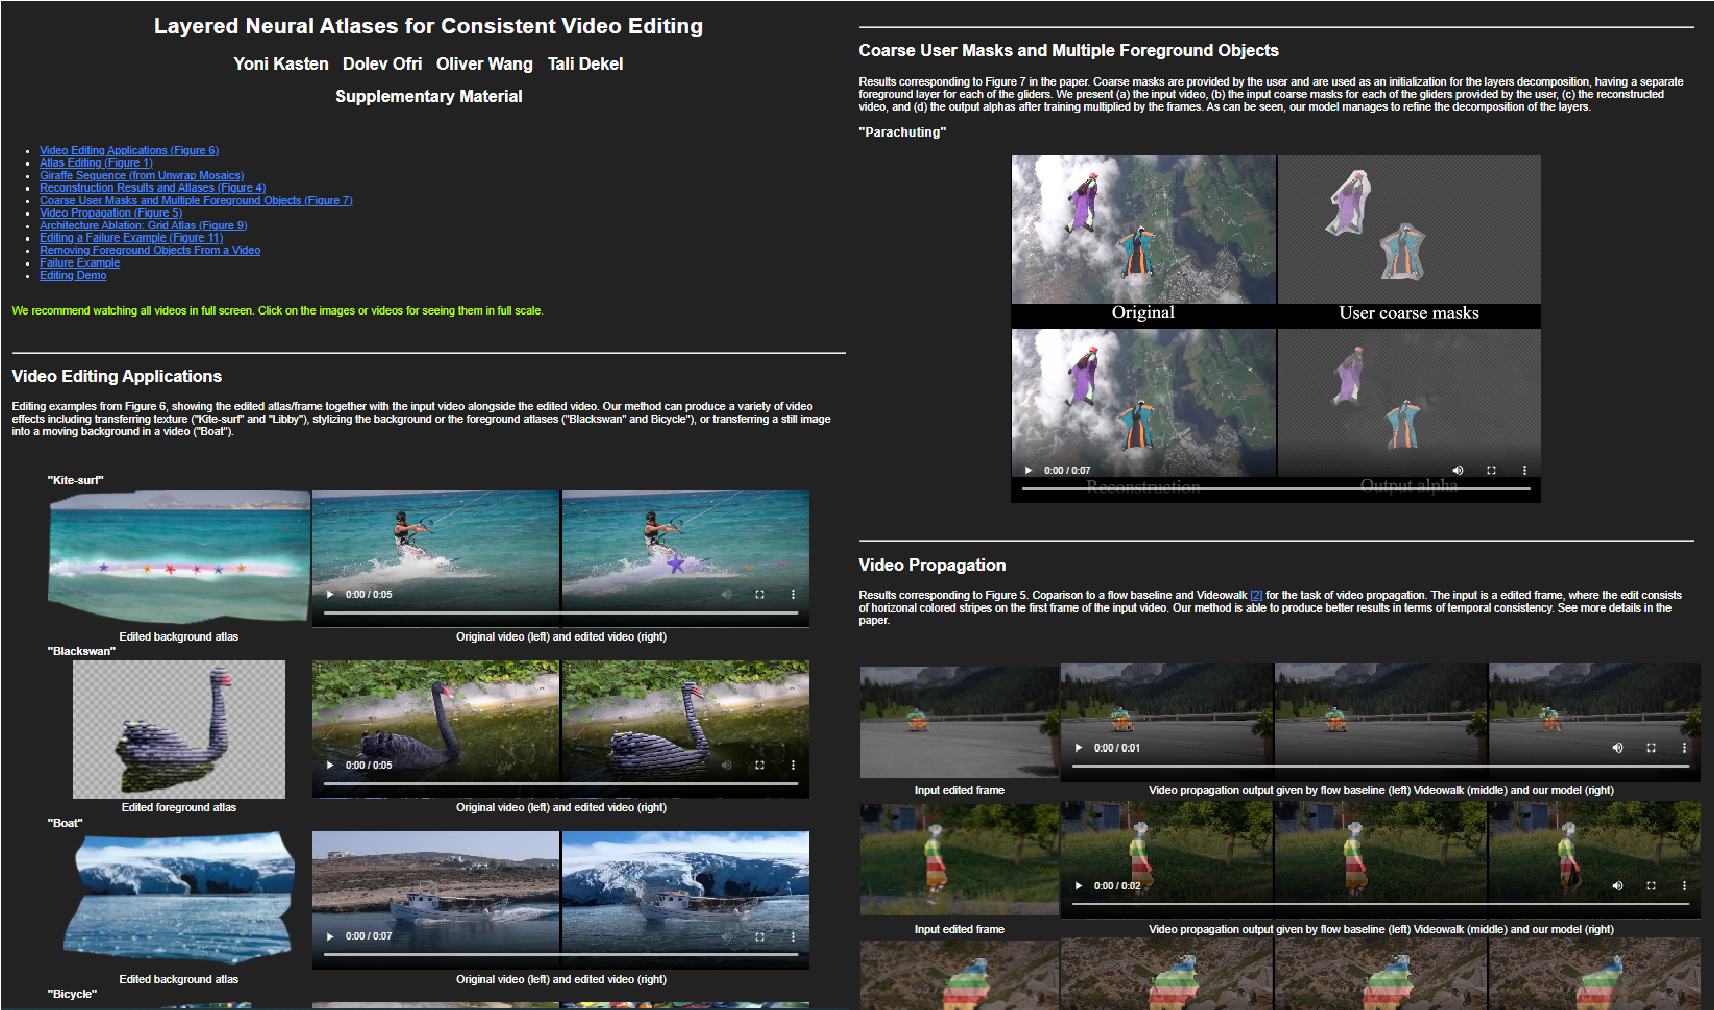 Layered Neural Atlases for Consistent Video Editing
Yoni Kasten Dolev Ofri Oliver Wang Tali Dekel
Supplementary Material
Video Editing Applications (Figure 6)
Atlas Editing (Figure 1)
Giraffe Sequence (from Unwrap Mosaics)
Reconstruction Results and Atlases (Figure 4)
Coarse User Masks and Multiple Foreground Objects (Figure 7)
Video Propagation (Figure 5)
Architecture Ablation: Grid Atlas (Figure 9)
Editing a Failure Example (Figure 11)
Removing Foreground Objects From a Video
Failure Example
Editing Demo
We recommend watching all videos in full screen. Click on the images or videos for seeing them in full scale.
Video Editing Applications
Editing examples from Figure 6, showing the edited atlas/frame together with the input video alongside the edited video. Our method can produce a variety of video
effects including transferring texture ("Kite-surf" and "Libby"), stylizing the background or the foreground atlases ("Blackswan" and Bicycle"), or transferring a still image
into a moving background in a video ("Boat").
"Kite-surf"
0:00 / 0:05
Edited background atlas
Original video (left) and edited video (right)
"Blackswan"
0:00 / 0:05
Edited foreground atlas
Original video (left) and edited video (right)
"Boat"
0:00 / 0:07
Edited background atlas
Original video (left) and edited video (right)
"Bicycle"
Coarse User Masks and Multiple Foreground Objects
Results corresponding to Figure 7 in the paper. Coarse masks are provided by the user and are used as an initialization for the layers decomposition, having a separate
foreground layer for each of the gliders. We present (a) the input video, (b) the input coarse masks for each of the gliders provided by the user, (c) the reconstructed
video, and (d) the output alphas after training multiplied by the frames. As can be seen, our model manages to refine the decomposition of the layers.
"Parachuting"
Original
User coarse masks
0:00 / 0:07
Reconstruction
Output alpha
Video Propagation
Results corresponding to Figure 5. Coparison to a flow baseline and Videowalk [2] for the task of video propagation. The input is a edited frame, where the edit consists
of horizonal colored stripes on the first frame of the input video. Our method is able to produce better results in terms of temporal consistency. See more details in the
paper.
0:00 / 0:01
Input edited frame
Video propagation output given by flow baseline (left) Videowalk (middle) and our model (right)
0:00 / 0:02
Input edited frame
Video propagation output given by flow baseline (left) Videowalk (middle) and our model (right)